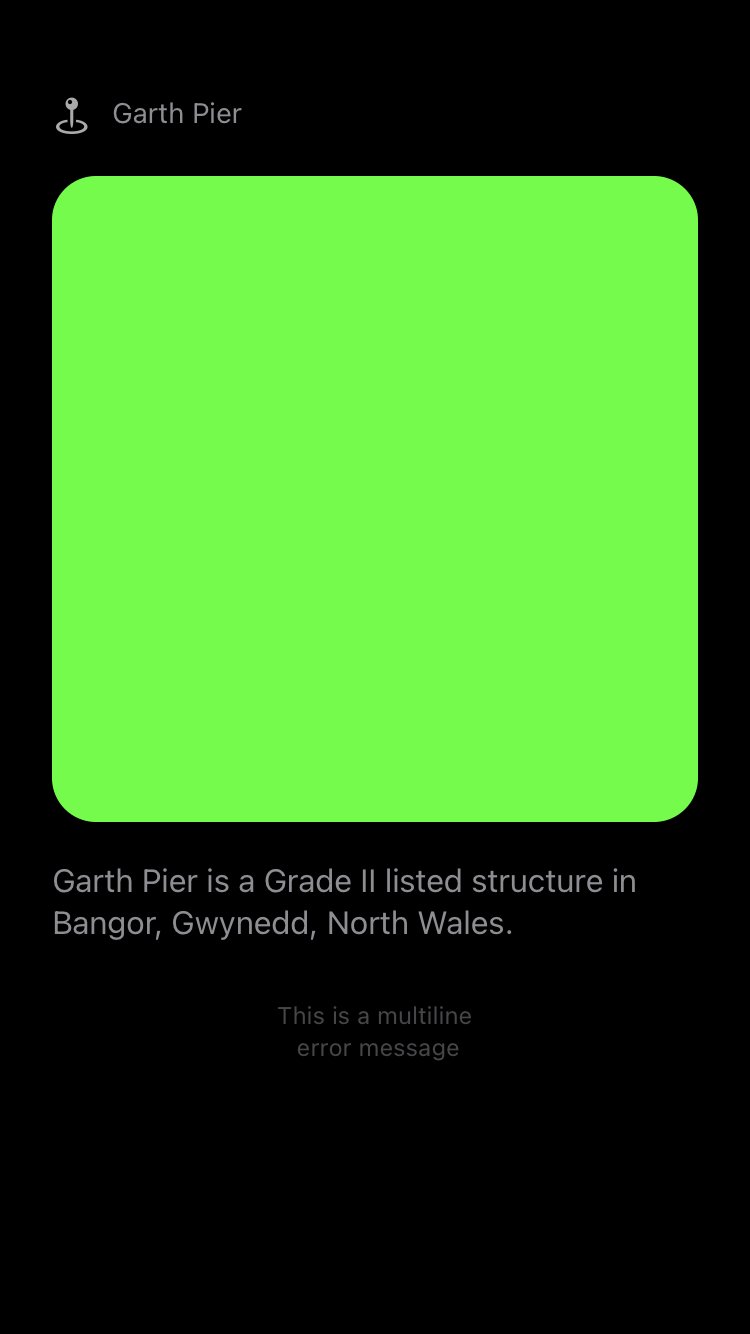 Garth Pier
Garth Pier is a Grade II listed structure in
Bangor, Gwynedd, North Wales.
This is a multiline
error message